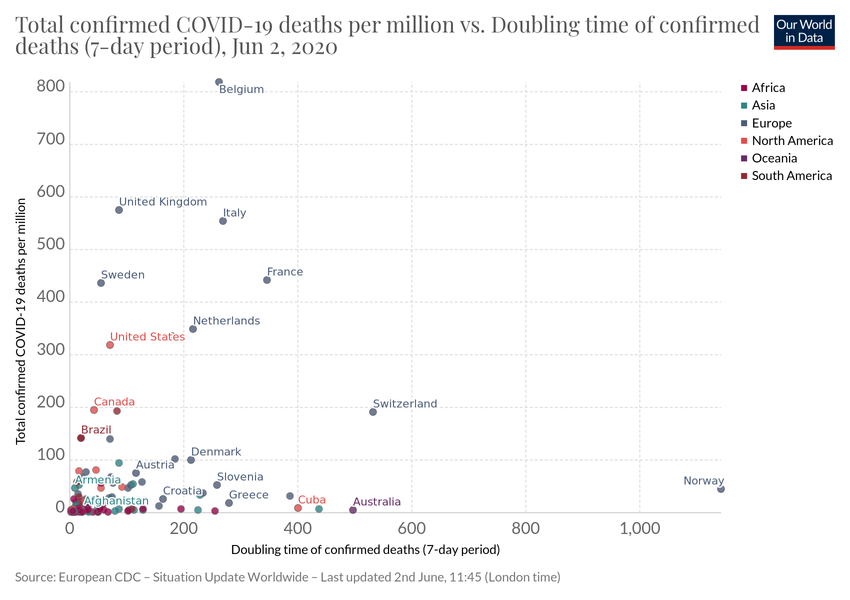 Total confirmed COVID-19 deaths per million vs. Doubling time of confirmed
deaths (7-day period), Jun 2, 2020
Our World
in Data
Africa
Asia
Europe
North America
Oceania
South America
Total confirmed COVID-19 deaths per million
800
700
600
500
400
300
200
100
0
Belgium
United Kingdom
Italy
Sweden
France
Netherlands
United States
Canada
Switzerland
Brazil
Denmark
Austria
Armenia
Slovenia
Norway
Croatia
Greece
Afghanistan
Cuba
Australia
0
200
400
600
800
1,000
Doubling time of confirmed deaths (7-day period)
Source: European CDC – Situation Update Worldwide – Last updated 2nd June, 11:45 (London time)